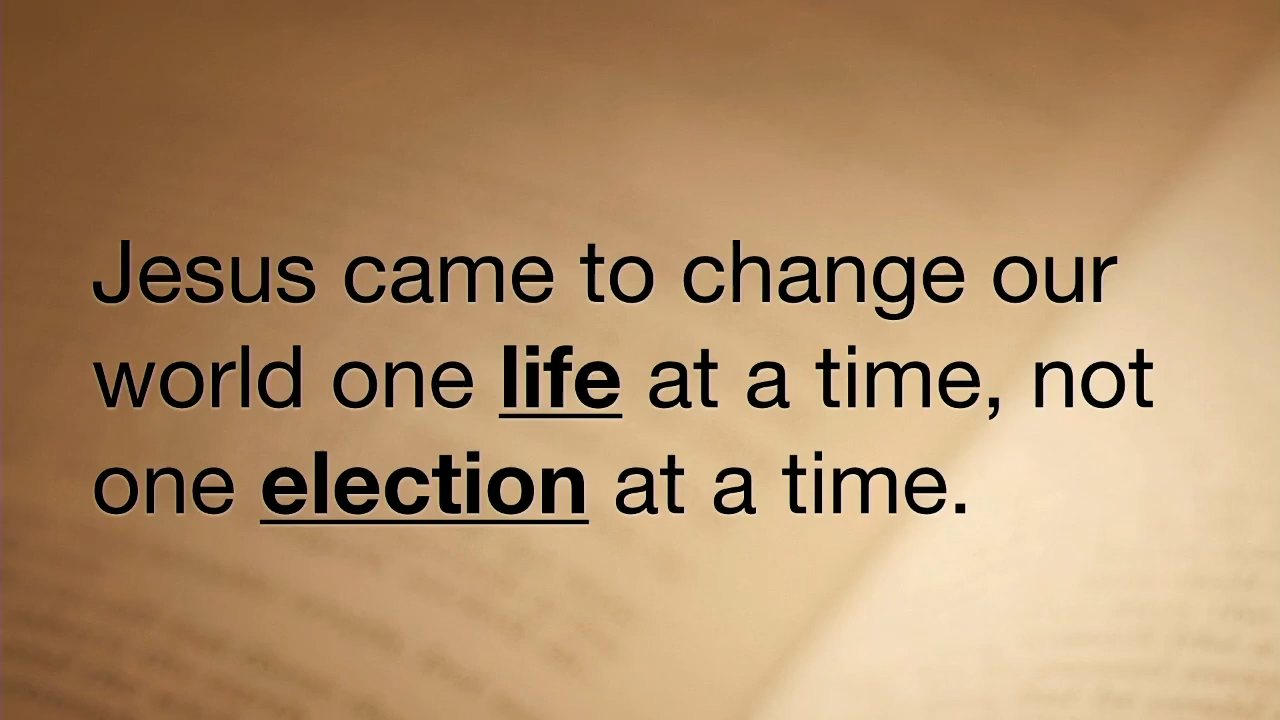 Jesus came to change our
world one life at a time, not
one election at a time.